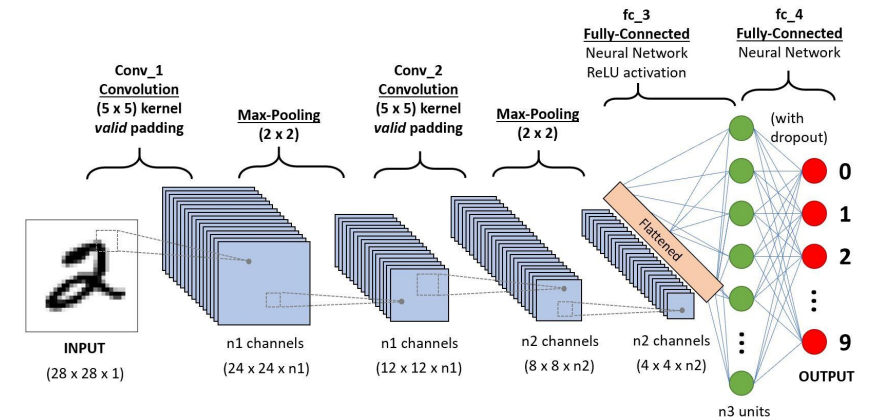 fc_3
Fully-Connected
Neural Network
ReLU activation
fc_4
Fully-Connected
Neural Network
Conv_1
Convolution
(5 x 5) kernel
valid padding
Max-Pooling
(2 x 2)
Conv_2
Convolution
(5 x 5) kernel
valid padding
Max-Pooling
(2 x 2)
(with
dropout)
Flattened
0
1
2
9
OUTPUT
2
INPUT
(28 x 28 x 1)
n1 channels
(24 x 24 x n1)
n1 channels
(12 x 12 x n1)
n2 channels
(8 x 8 x n2)
n2 channels
(4 x 4 x n2)
n3 units